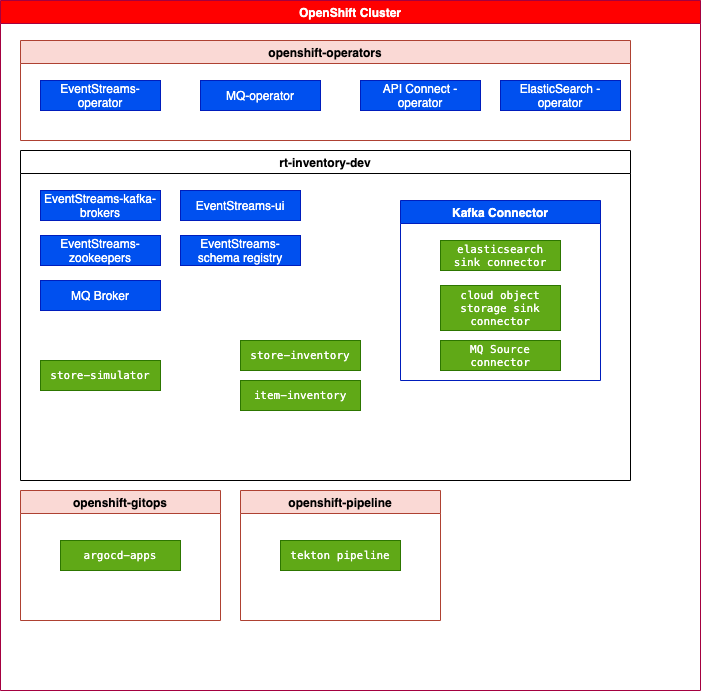 OpenShift Cluster
openshift-operators
EventStreams-
operator
MQ-operator
API Connect -
operator
ElasticSearch -
operator
rt-inventory-dev
EventStreams-kafka-
brokers
EventStreams-ui
EventStreams-
zookeepers
EventStreams-
schema registry
MQ Broker
Kafka Connector
elasticsearch
sink connector
cloud object
storage sink
connector
MQ Source
connector
store-simulator
store-inventory
item-inventory
openshift-gitops
argocd-apps
openshift-pipeline
tekton pipeline